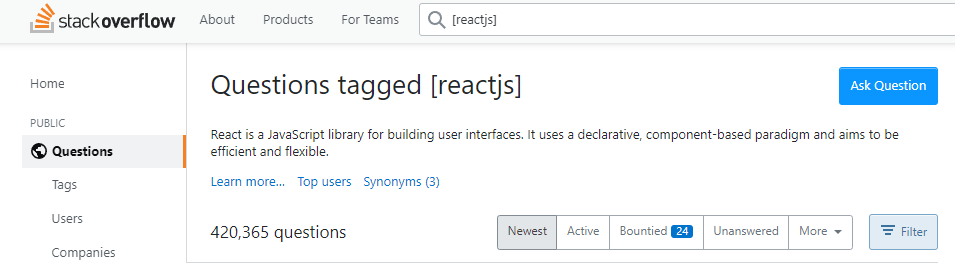 stackoverflow About Products For Teams [reactjs]
Home
Questions tagged [reactjs]
Ask Question
PUBLIC
Questions
Tags
Users
Companies
React is a JavaScript library for building user interfaces. It uses a declarative, component-based paradigm and aims to be
efficient and flexible.
Learn more... Top users Synonyms (3)
420,365 questions
Newest Active Bountied 24 Unanswered More Filter